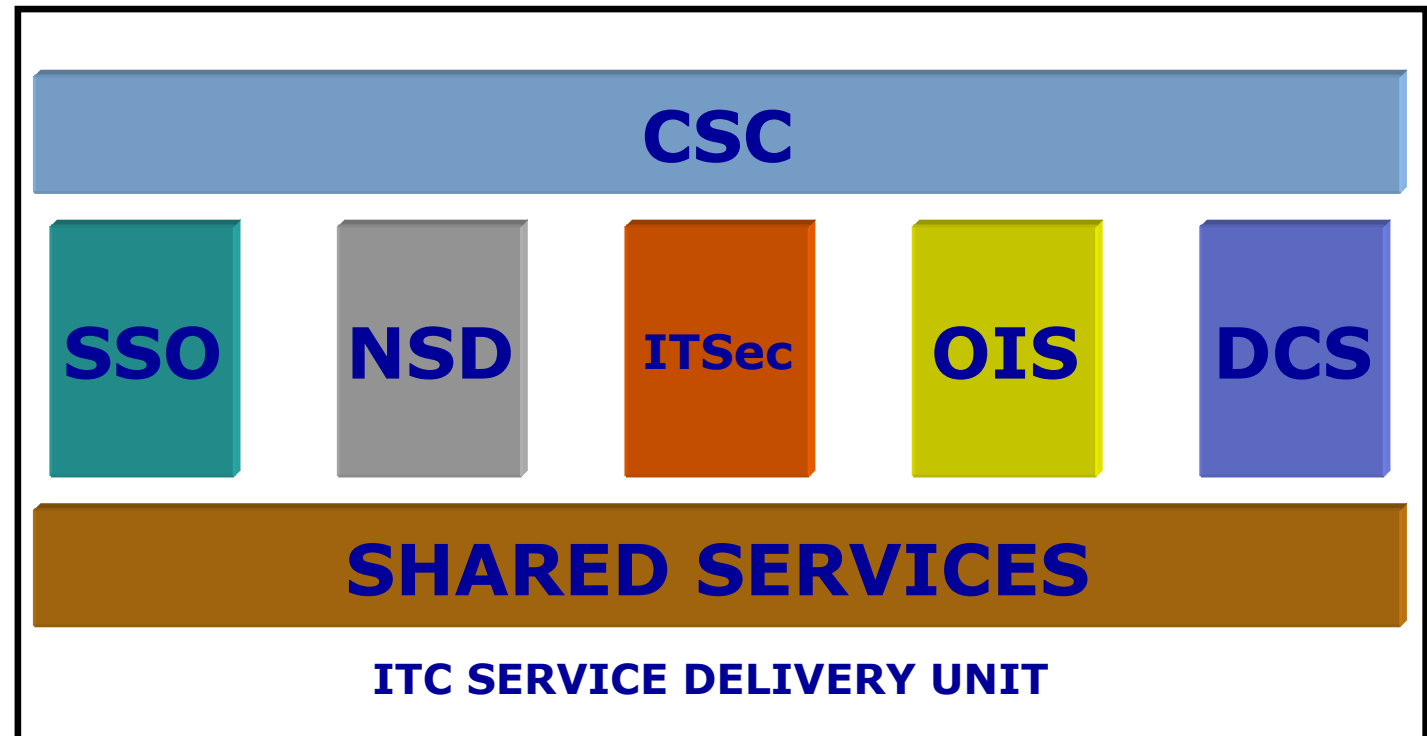 CSC
SSO NSD ITSec OIS DCS
SHARED SERVICES
ITC SERVICE DELIVERY UNIT